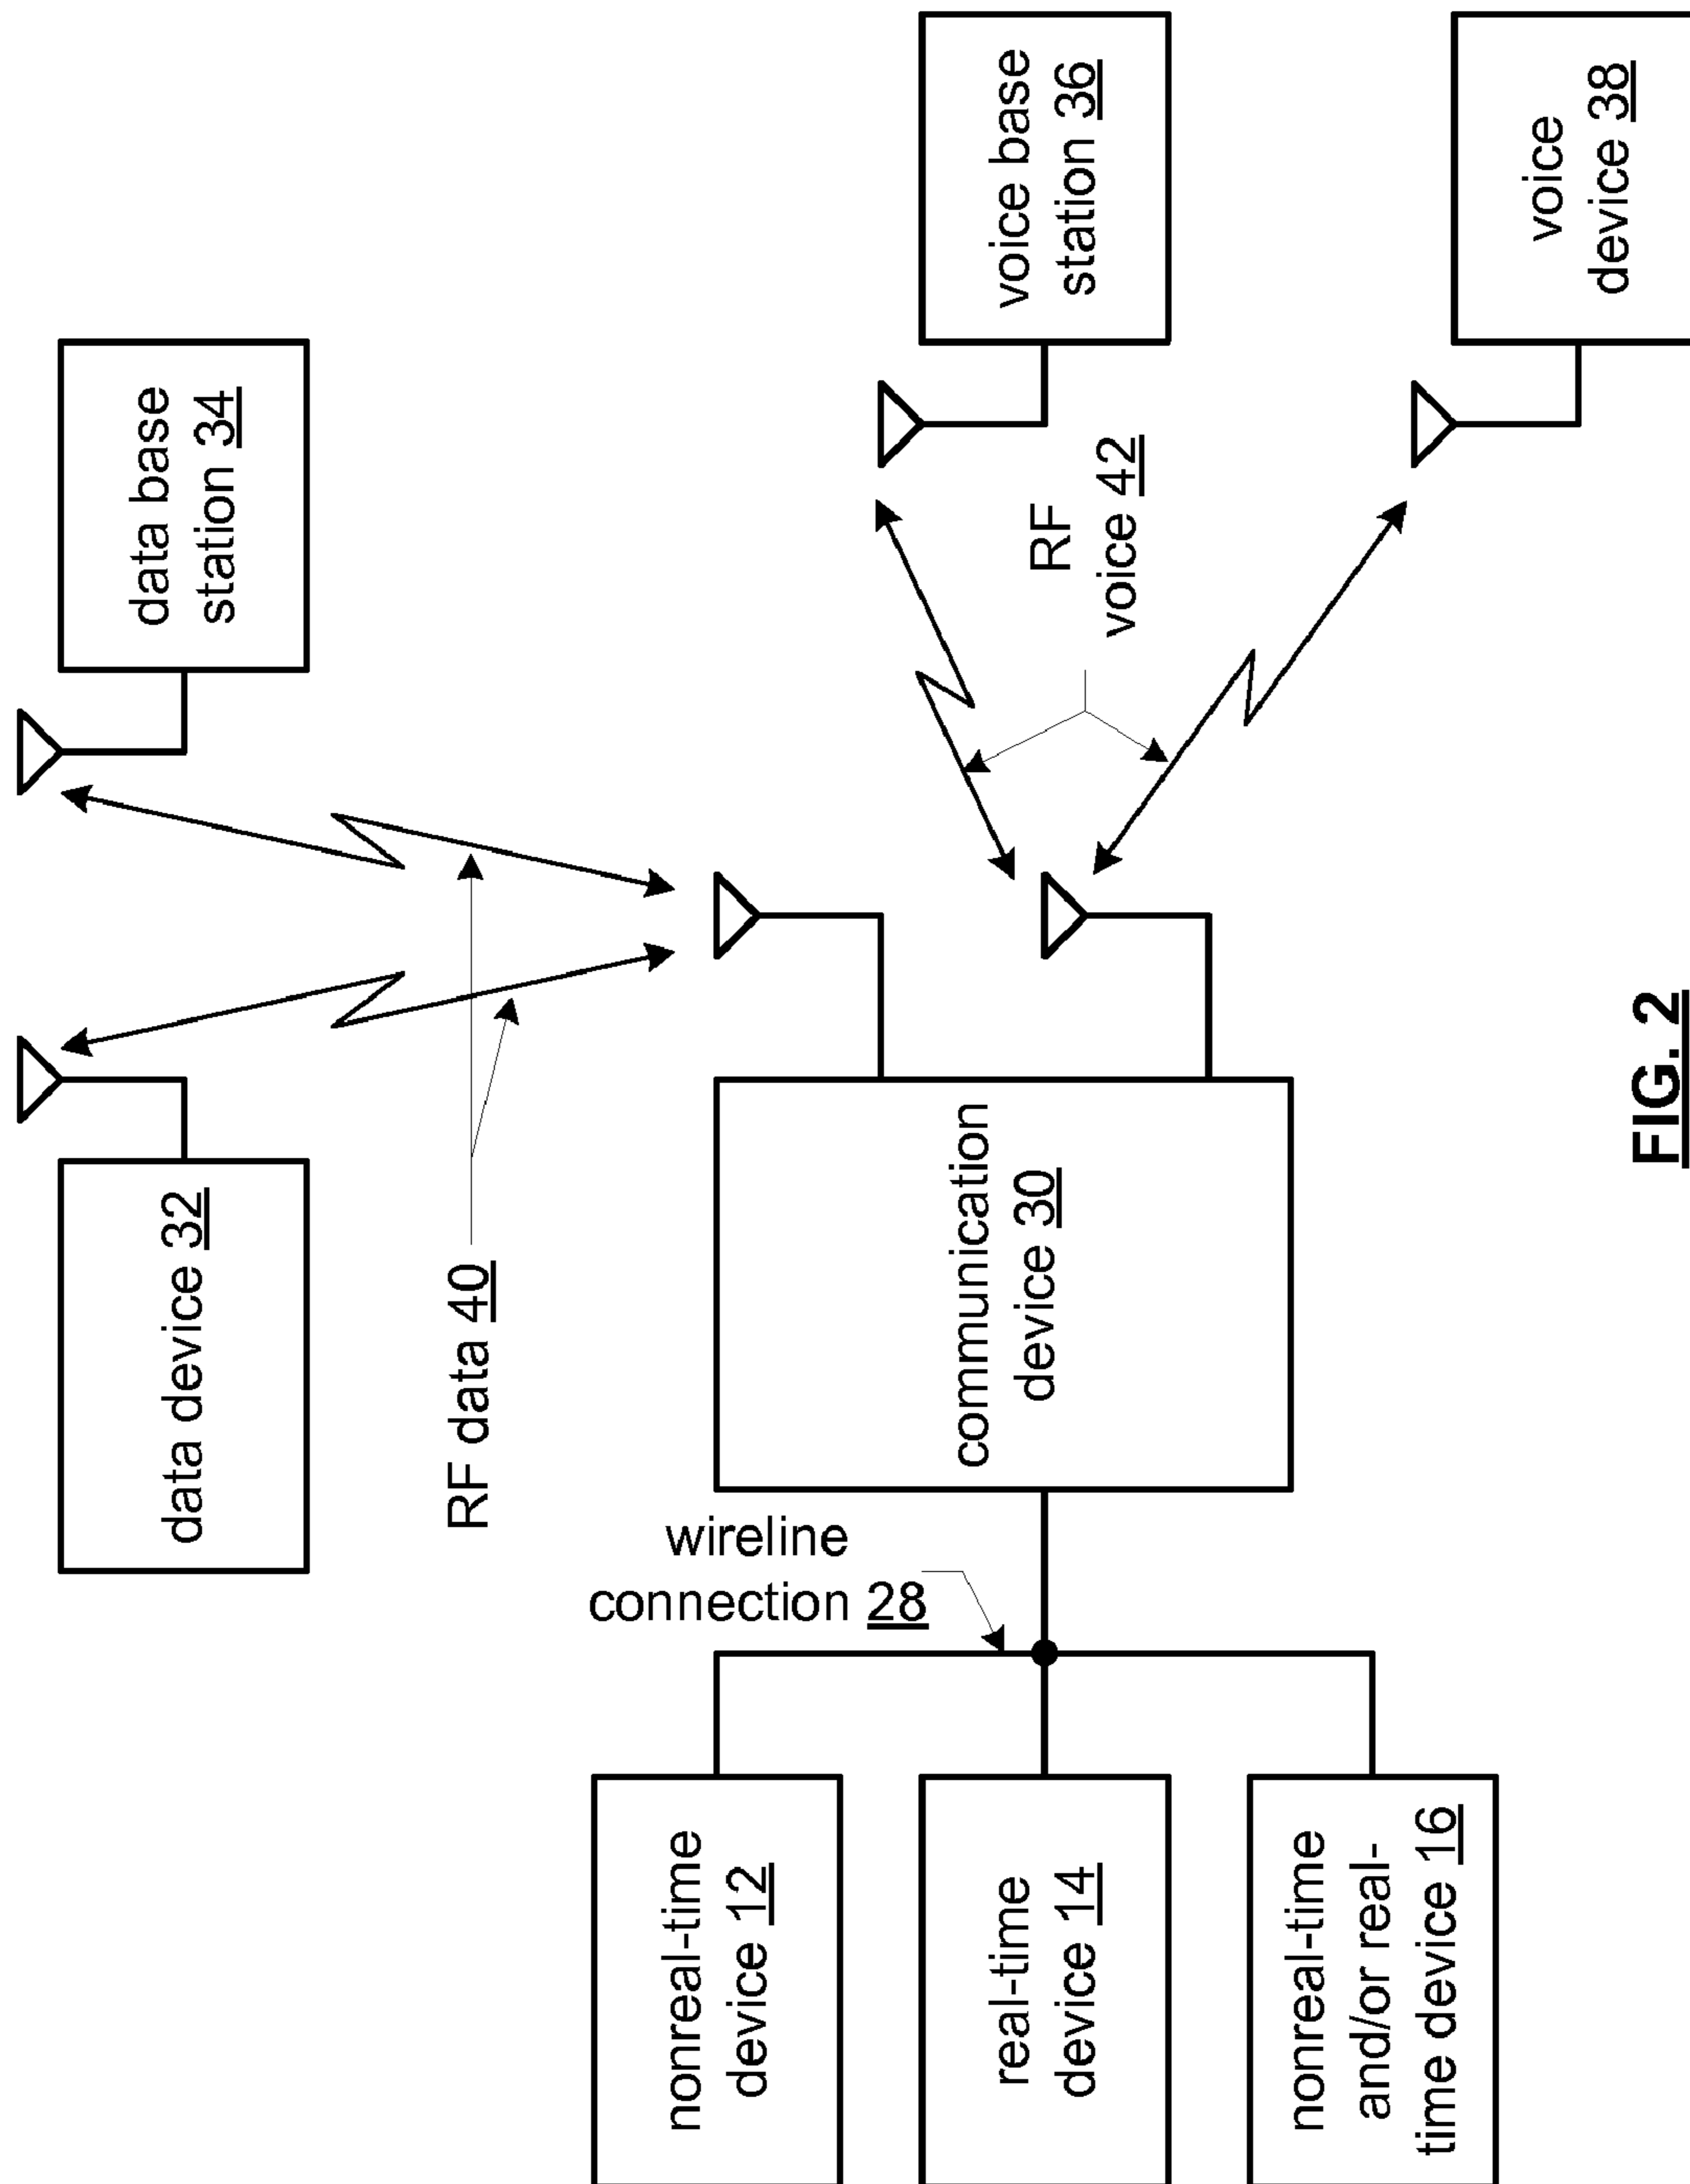 data device 32
data base
station 34
RF data 40
wireline
connection 28
nonreal-time
device 12
real-time
device 14
nonreal-time
and/or real-
time device 16
communication
device 30
RF
voice 42
voice base
station 36
voice
device 38
FIG. 2